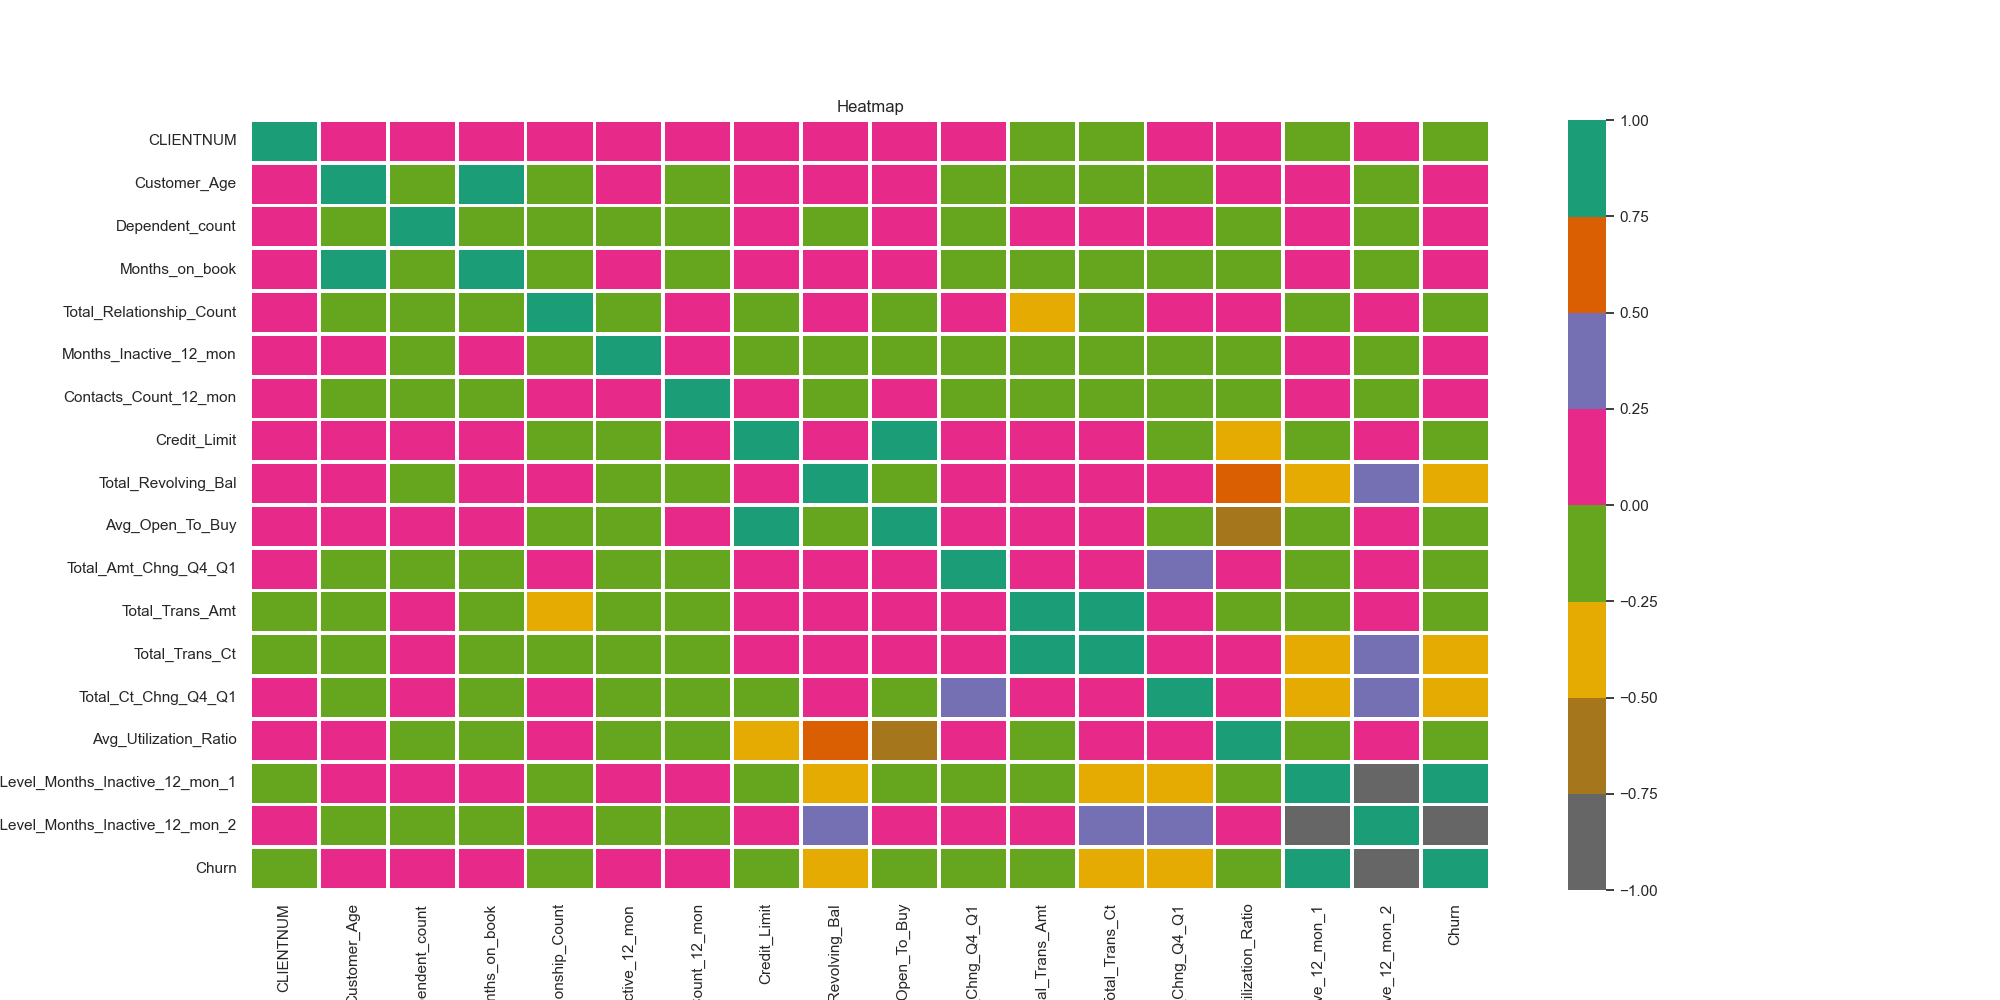 Heatmap
CLIENTNUM
Customer_Age
Dependent_count
Months_on_book
Total_Relationship_Count
Months_Inactive_12_mon
Contacts_Count_12_mon
Credit_Limit
Total_Revolving_Bal
Avg_Open_To_Buy
Total_Amt_Chng_Q4_Q1
Total_Trans_Amt
Total_Trans_Ct
Total_Ct_Chng_Q4_Q1
Avg_Utilization_Ratio
Level_Months_Inactive_12_mon_1
Level_Months_Inactive_12_mon_2
Churn
CLIENTNUM
Customer_Age
endent_count
nths_on_book
onship_Count
ctive_12_mon
ount_12_mon
Credit_Limit
Revolving_Bal
Open_To_Buy
Chng_Q4_Q1
al_Trans_Amt
Total_Trans_Ct
Chng_Q4_Q1
ilization_Ratio
ve_12_mon_1
ve_12_mon_2
Churn
1.00
0.75
0.50
0.25
0.00
−0.25
−0.50
−0.75
−1.00